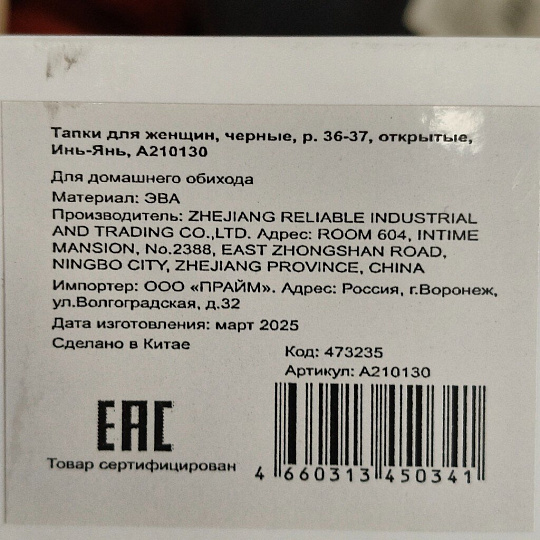 Тапки для женщин, черные, р. 36-37, открытые,
Инь-Янь, A210130
Для домашнего обихода
Материал: ЭВА
Производитель: ZHEJIANG RELIABLE INDUSTRIAL
AND TRADING CO.,LTD. Адрес: ROOM 604, INTIME
MANSION, No.2388, EAST ZHONGSHAN ROAD,
NINGBO CITY, ZHEJIANG PROVINCE, CHINA
Импортер: ООО «ПРАЙМ». Адрес: Россия, г.Воронеж,
ул.Волгоградская, д.32
Дата изготовления: март 2025
Сделано в Китае
Код: 473235
Артикул: A210130
EAC
Товар сертифицирован
4 660313 450341